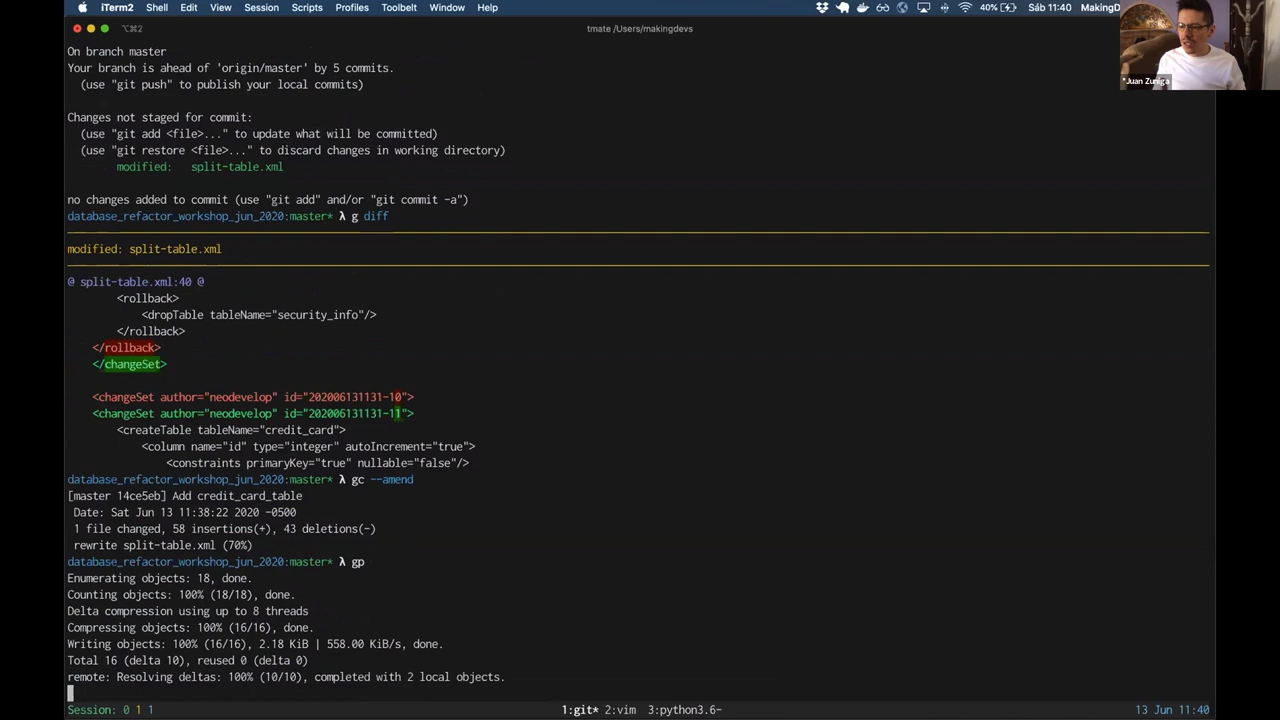 iTerm2 Shell Edit View Session Scripts Profiles Toolbelt Window Help 40% Sáb 11:40 MakingD
⌥⌘2 tmate /Users/makingdevs
*Juan Zuniga
On branch master
Your branch is ahead of 'origin/master' by 5 commits.
(use "git push" to publish your local commits)
Changes not staged for commit:
(use "git add <file>..." to update what will be committed)
(use "git restore <file>..." to discard changes in working directory)
modified: split-table.xml
no changes added to commit (use "git add" and/or "git commit -a")
database_refactor_workshop_jun_2020:master* λ g diff
modified: split-table.xml
@ split-table.xml:40 @
<rollback>
<dropTable tableName="security_info"/>
</rollback>
</rollback>
</changeSet>
<changeSet author="neodevelop" id="202006131131-10">
<changeSet author="neodevelop" id="202006131131-11">
<createTable tableName="credit_card">
<column name="id" type="integer" autoIncrement="true">
<constraints primaryKey="true" nullable="false"/>
database_refactor_workshop_jun_2020:master* λ gc --amend
[master 14ce5eb] Add credit_card_table
Date: Sat Jun 13 11:38:22 2020 -0500
1 file changed, 58 insertions(+), 43 deletions(-)
rewrite split-table.xml (70%)
database_refactor_workshop_jun_2020:master* λ gp
Enumerating objects: 18, done.
Counting objects: 100% (18/18), done.
Delta compression using up to 8 threads
Compressing objects: 100% (16/16), done.
Writing objects: 100% (16/16), 2.18 KiB | 558.00 KiB/s, done.
Total 16 (delta 10), reused 0 (delta 0)
remote: Resolving deltas: 100% (10/10), completed with 2 local objects.
Session: 0 1 1 1:git* 2:vim 3:python3.6- 13 Jun 11:40